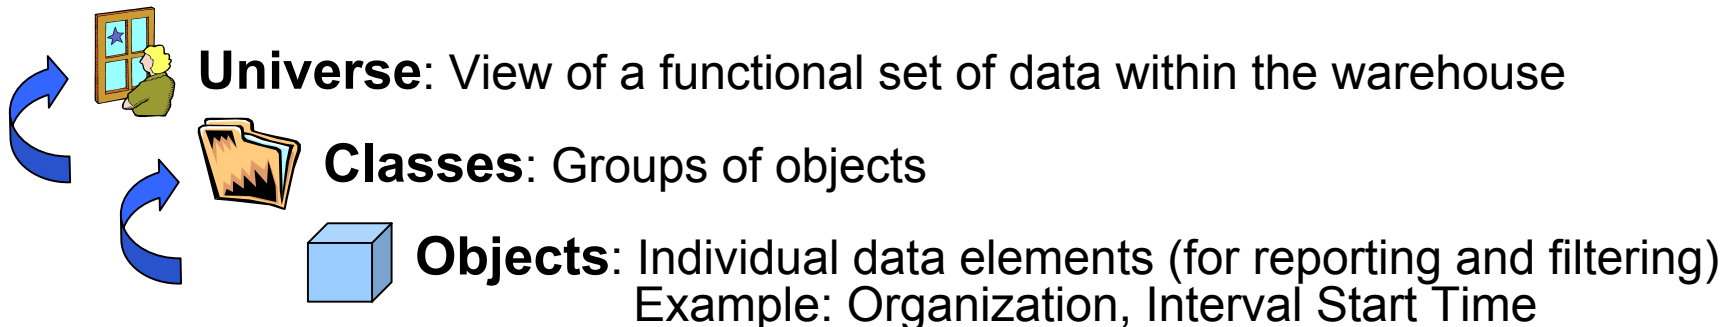 Universe: View of a functional set of data within the warehouse
Classes: Groups of objects
Objects: Individual data elements (for reporting and filtering)
Example: Organization, Interval Start Time